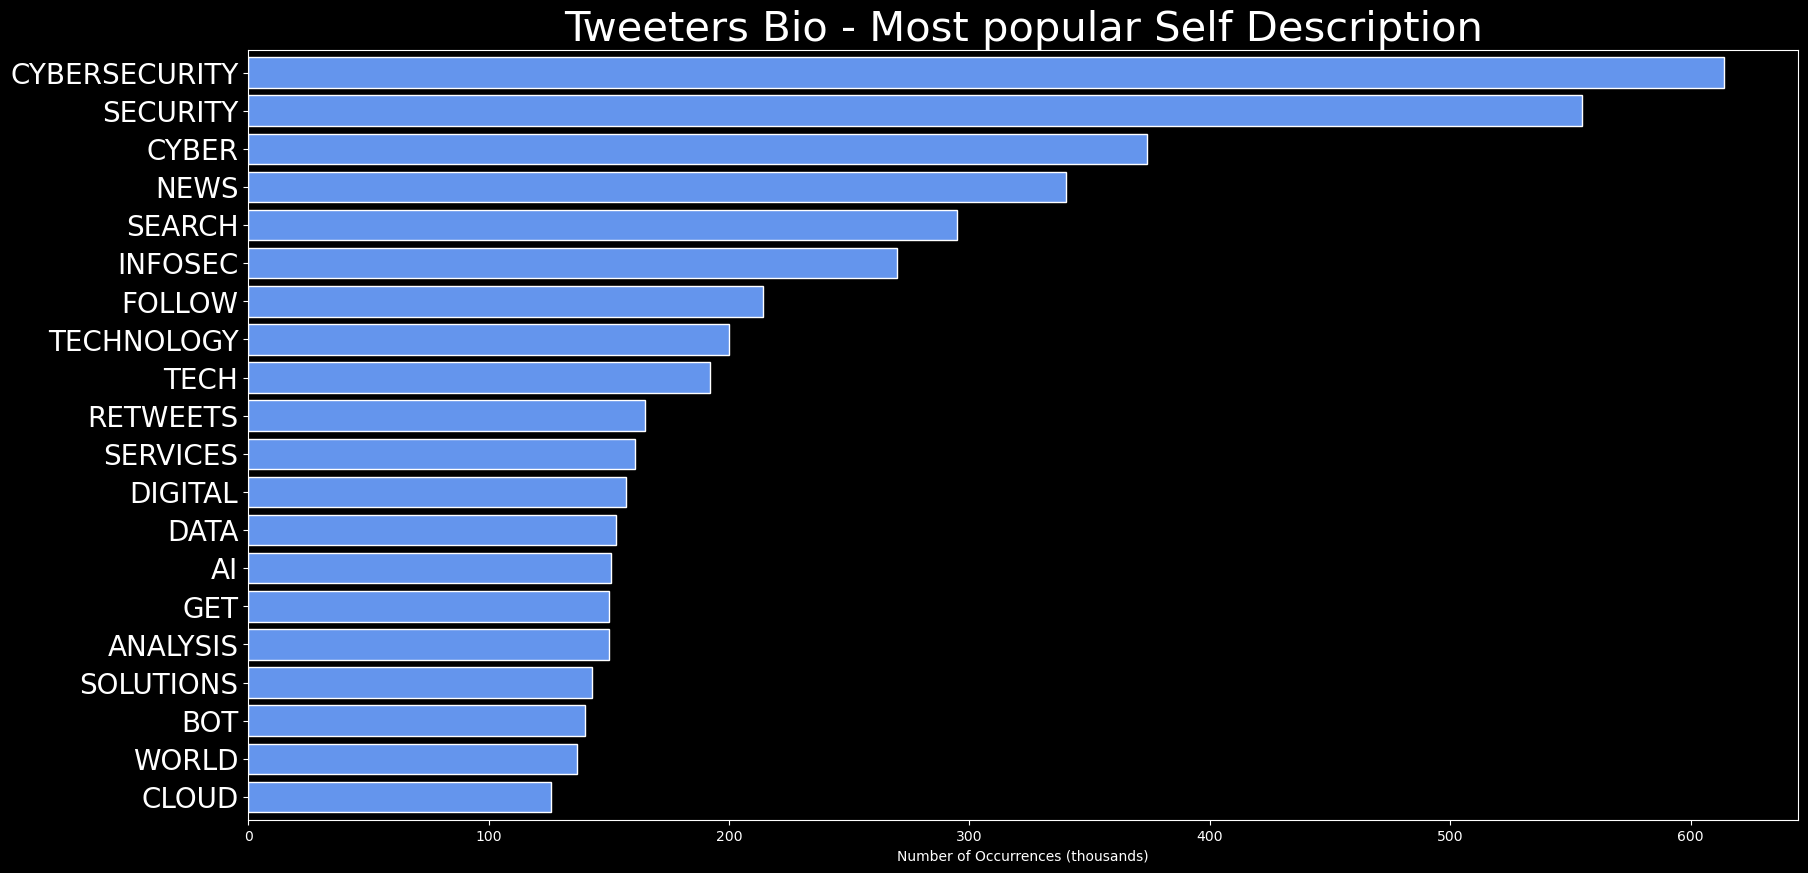 Tweeters Bio - Most popular Self Description
CYBERSECURITY
SECURITY
CYBER
NEWS
SEARCH
INFOSEC
FOLLOW
TECHNOLOGY
TECH
RETWEETS
SERVICES
DIGITAL
DATA
AI
GET
ANALYSIS
SOLUTIONS
BOT
WORLD
CLOUD
0 100 200 300 400 500 600
Number of Occurrences (thousands)